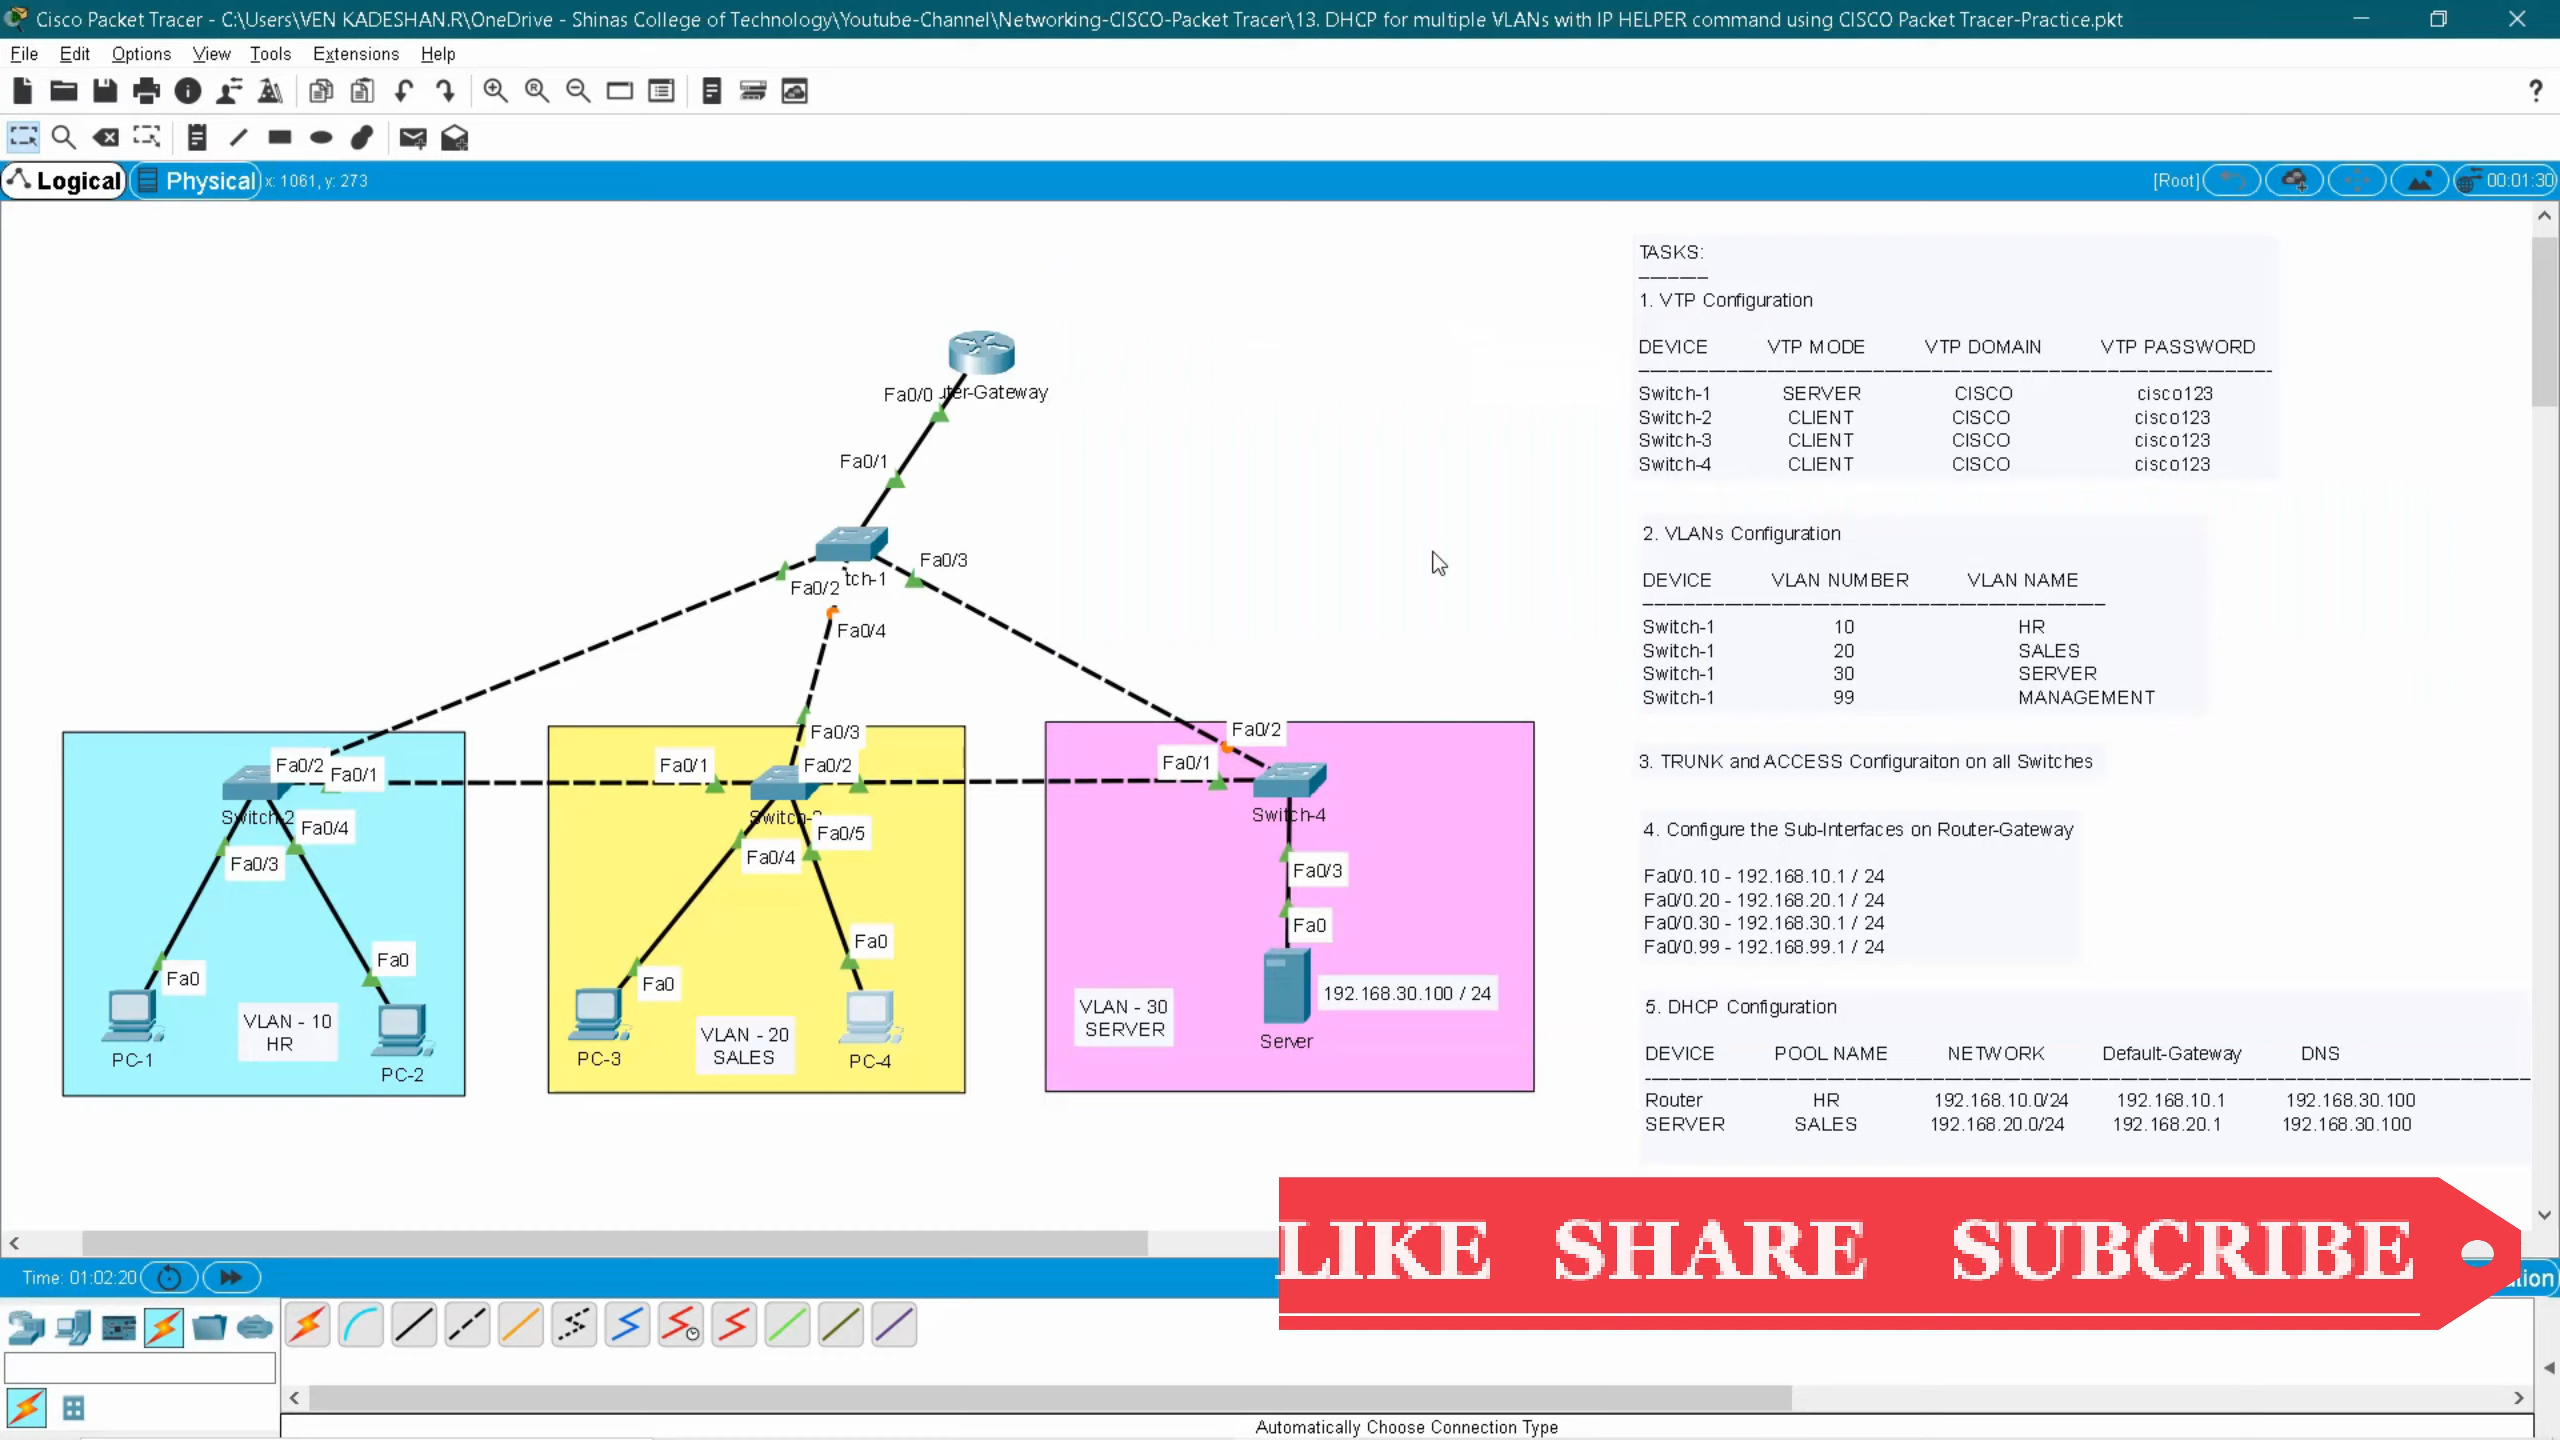 Cisco Packet Tracer - C:\Users\VEN KADESHAN.R\OneDrive - Shinas College of Technology\Youtube-Channel\Networking-CISCO-Packet Tracer\13. DHCP for multiple VLANs with IP HELPER command using CISCO Packet Tracer-Practice.pkt
File Edit Options View Tools Extensions Help
Logical Physical x: 1061, y: 273 [Root] 00:01:30
Fa0/0 ter-Gateway
Fa0/1
Fa0/3
tch-1
Fa0/2
Fa0/4
Fa0/3
Fa0/2
Fa0/2
Fa0/1
Fa0/1
Fa0/2
Fa0/1
Switch-2
Switch-
Switch-4
Fa0/4
Fa0/3
Fa0/5
Fa0/4
Fa0/3
Fa0
Fa0
Fa0
Fa0
Fa0
VLAN - 10
HR
PC-1
PC-2
VLAN - 20
SALES
PC-3
PC-4
VLAN - 30
SERVER
192.168.30.100 / 24
Server
TASKS:
------
1. VTP Configuration
DEVICE VTP MODE VTP DOMAIN VTP PASSWORD
Switch-1 SERVER CISCO cisco123
Switch-2 CLIENT CISCO cisco123
Switch-3 CLIENT CISCO cisco123
Switch-4 CLIENT CISCO cisco123
2. VLANs Configuration
DEVICE VLAN NUMBER VLAN NAME
Switch-1 10 HR
Switch-1 20 SALES
Switch-1 30 SERVER
Switch-1 99 MANAGEMENT
3. TRUNK and ACCESS Configuraiton on all Switches
4. Configure the Sub-Interfaces on Router-Gateway
Fa0/0.10 - 192.168.10.1 / 24
Fa0/0.20 - 192.168.20.1 / 24
Fa0/0.30 - 192.168.30.1 / 24
Fa0/0.99 - 192.168.99.1 / 24
5. DHCP Configuration
DEVICE POOL NAME NETWORK Default-Gateway DNS
Router HR 192.168.10.0/24 192.168.10.1 192.168.30.100
SERVER SALES 192.168.20.0/24 192.168.20.1 192.168.30.100
LIKE SHARE SUBCRIBE
Time: 01:02:20
tion
Automatically Choose Connection Type